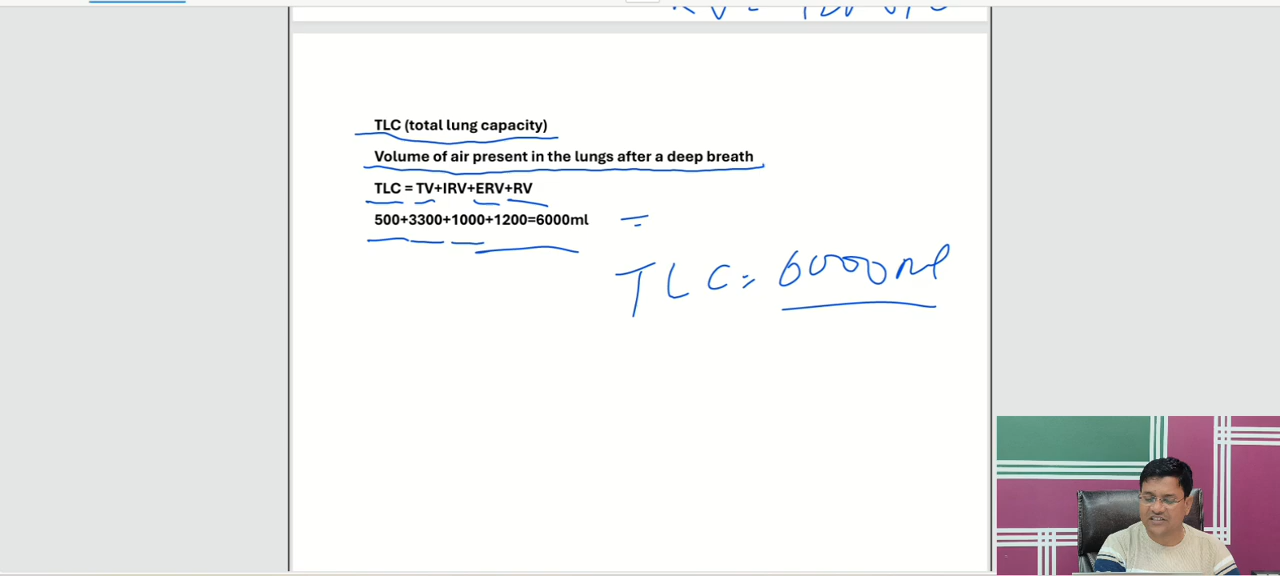 TLC (total lung capacity)
Volume of air present in the lungs after a deep breath
TLC = TV+IRV+ERV+RV
500+3300+1000+1200=6000ml
=
TLC = 6000ml